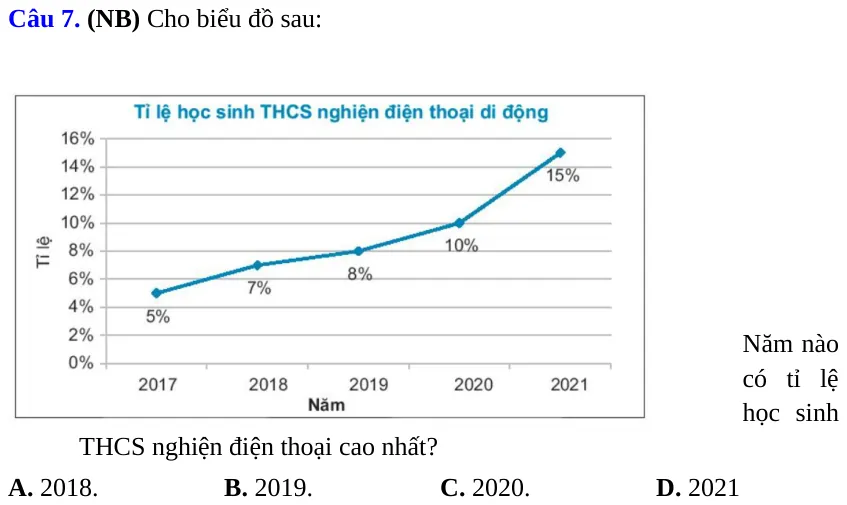 Câu 7. (NB) Cho biểu đồ sau:
Tỉ lệ học sinh THCS nghiện điện thoại di động
16%
14%
12%
10%
8%
6%
4%
2%
0%
Tỉ lệ
5%
7%
8%
10%
15%
2017 2018 2019 2020 2021
Năm
Năm nào
có tỉ lệ
học sinh
THCS nghiện điện thoại cao nhất?
A. 2018. B. 2019. C. 2020. D. 2021